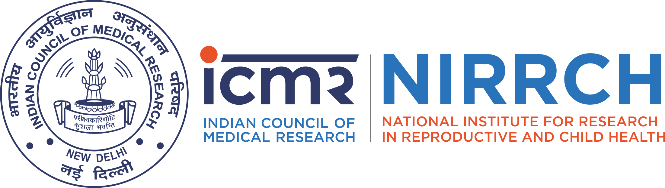 भारतीय आयुर्विज्ञान अनुसंधान परिषद
INDIAN COUNCIL OF MEDICAL RESEARCH
NEW DELHI
नई दिल्ली
icmr
INDIAN COUNCIL OF
MEDICAL RESEARCH
NIRRCH
NATIONAL INSTITUTE FOR RESEARCH
IN REPRODUCTIVE AND CHILD HEALTH